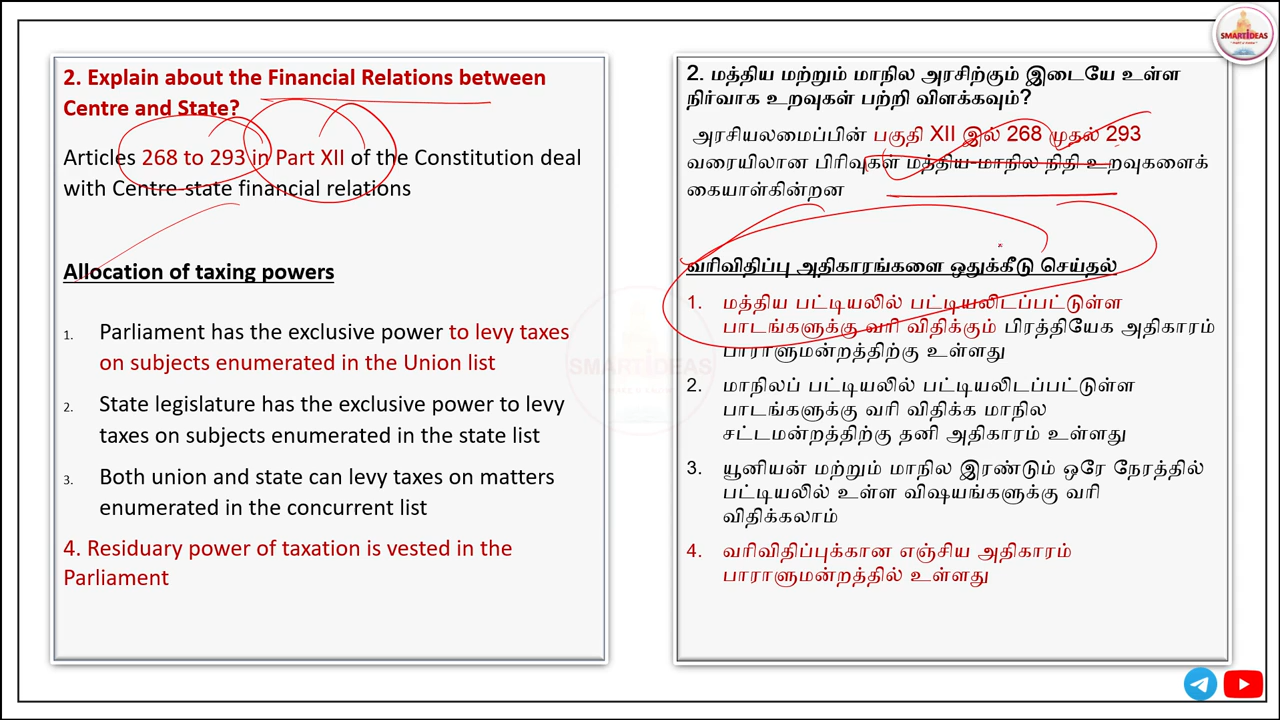 SMARTIDEAS
2. Explain about the Financial Relations between
Centre and State?
Articles 268 to 293 in Part XII of the Constitution deal
with Centre-state financial relations
Allocation of taxing powers
1. Parliament has the exclusive power to levy taxes
on subjects enumerated in the Union list
2. State legislature has the exclusive power to levy
taxes on subjects enumerated in the state list
3. Both union and state can levy taxes on matters
enumerated in the concurrent list
4. Residuary power of taxation is vested in the
Parliament
2. மத்திய மற்றும் மாநில அரசிற்கும் இடையே உள்ள
நிர்வாக உறவுகள் பற்றி விளக்கவும்?
அரசியலமைப்பின் பகுதி XII இல் 268 முதல் 293
வரையிலான பிரிவுகள் மத்திய-மாநில நிதி உறவுகளைக்
கையாள்கின்றன
வரிவிதிப்பு அதிகாரங்களை ஒதுக்கீடு செய்தல்
1. மத்திய பட்டியலில் பட்டியலிடப்பட்டுள்ள
பாடங்களுக்கு வரி விதிக்கும் பிரத்தியேக அதிகாரம்
பாராளுமன்றத்திற்கு உள்ளது
2. மாநிலப் பட்டியலில் பட்டியலிடப்பட்டுள்ள
பாடங்களுக்கு வரி விதிக்க மாநில
சட்டமன்றத்திற்கு தனி அதிகாரம் உள்ளது
3. யூனியன் மற்றும் மாநில இரண்டும் ஒரே நேரத்தில்
பட்டியலில் உள்ள விஷயங்களுக்கு வரி
விதிக்கலாம்
4. வரிவிதிப்புக்கான எஞ்சிய அதிகாரம்
பாராளுமன்றத்தில் உள்ளது
SMARTIDEAS